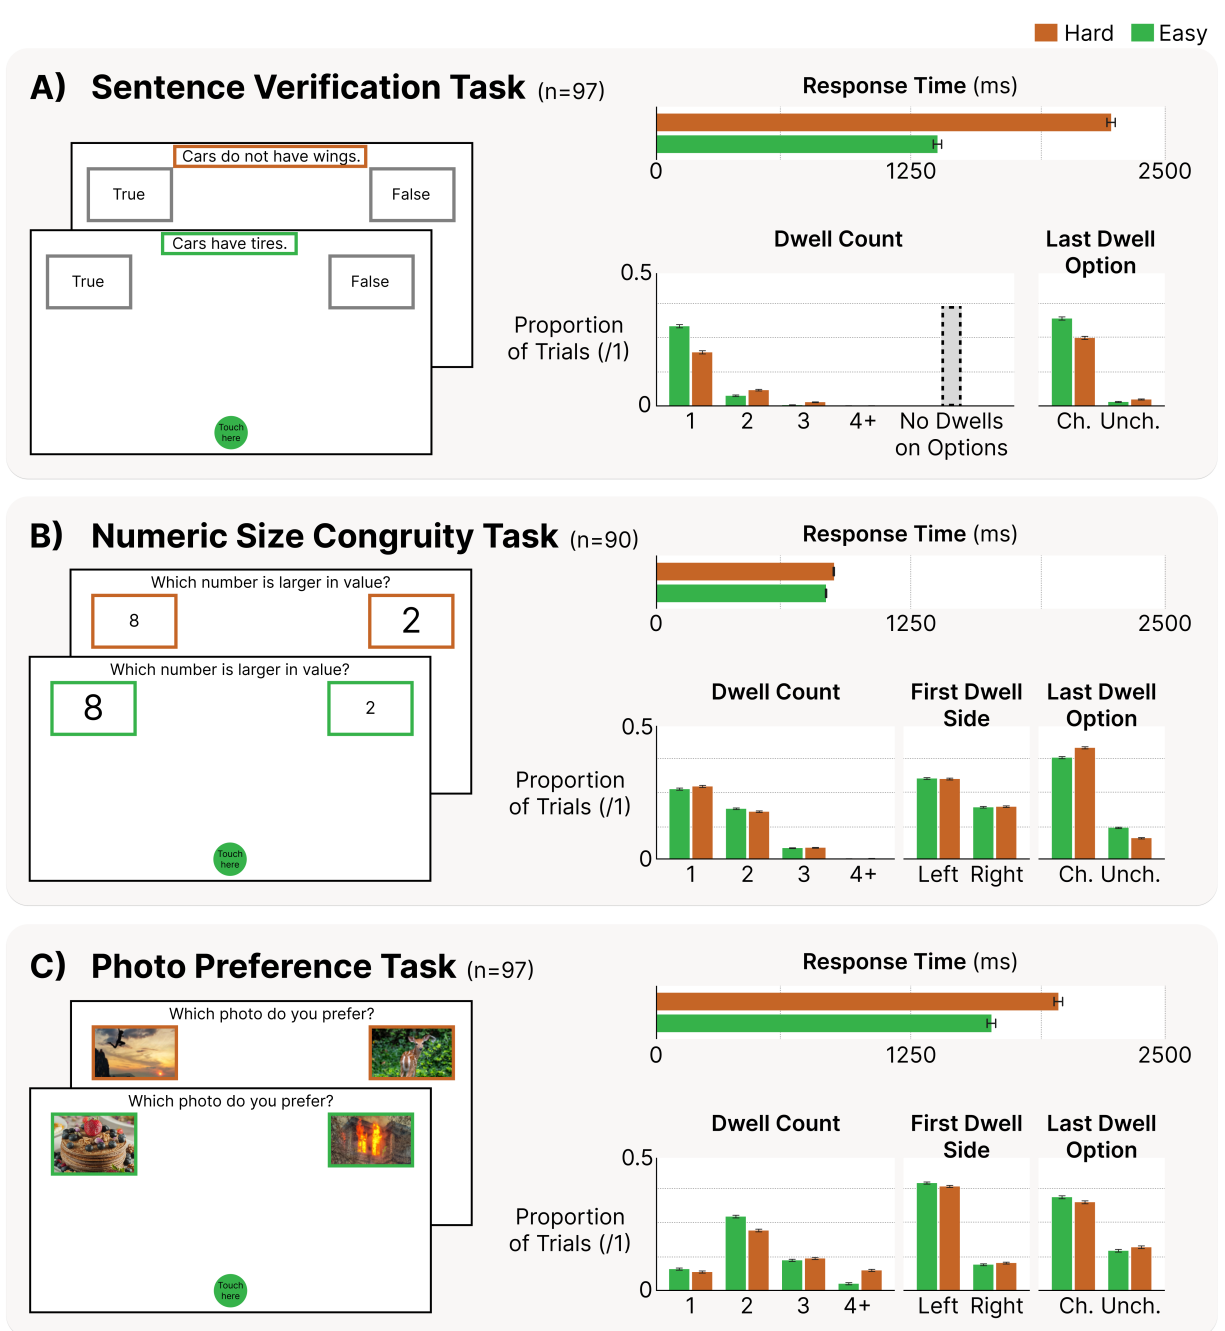 Hard Easy
A) Sentence Verification Task (n=97)
Cars do not have wings.
True False
Cars have tires.
True False
Touch
here
Response Time (ms)
0 1250 2500
Dwell Count
Last Dwell
Option
0.5
Proportion
of Trials (/1)
0
1 2 3 4+ No Dwells
on Options
Ch. Unch.
B) Numeric Size Congruity Task (n=90)
Which number is larger in value?
8 2
Which number is larger in value?
8 2
Touch
here
Response Time (ms)
0 1250 2500
Dwell Count
First Dwell
Side
Last Dwell
Option
0.5
Proportion
of Trials (/1)
0
1 2 3 4+
Left Right
Ch. Unch.
C) Photo Preference Task (n=97)
Which photo do you prefer?
Which photo do you prefer?
Touch
here
Response Time (ms)
0 1250 2500
Dwell Count
First Dwell
Side
Last Dwell
Option
0.5
Proportion
of Trials (/1)
0
1 2 3 4+
Left Right
Ch. Unch.